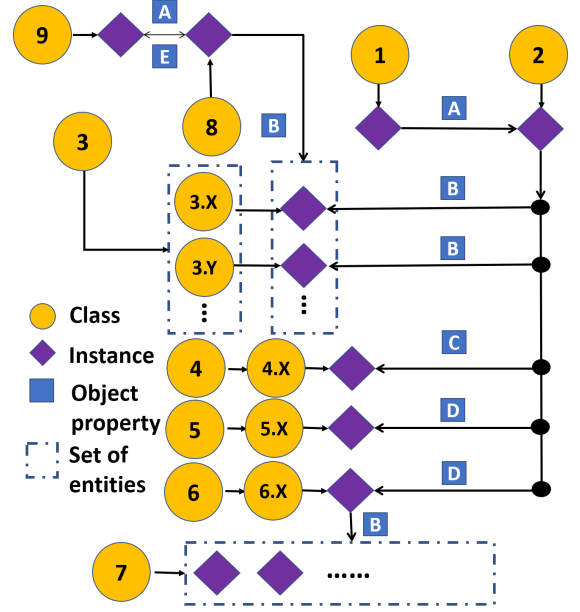 9
A
E
1
2
3
8
B
A
3.X
B
3.Y
B
⋮
⋮
Class
Instance
Object
property
Set of
entities
4
4.X
C
5
5.X
D
6
6.X
D
B
7
......